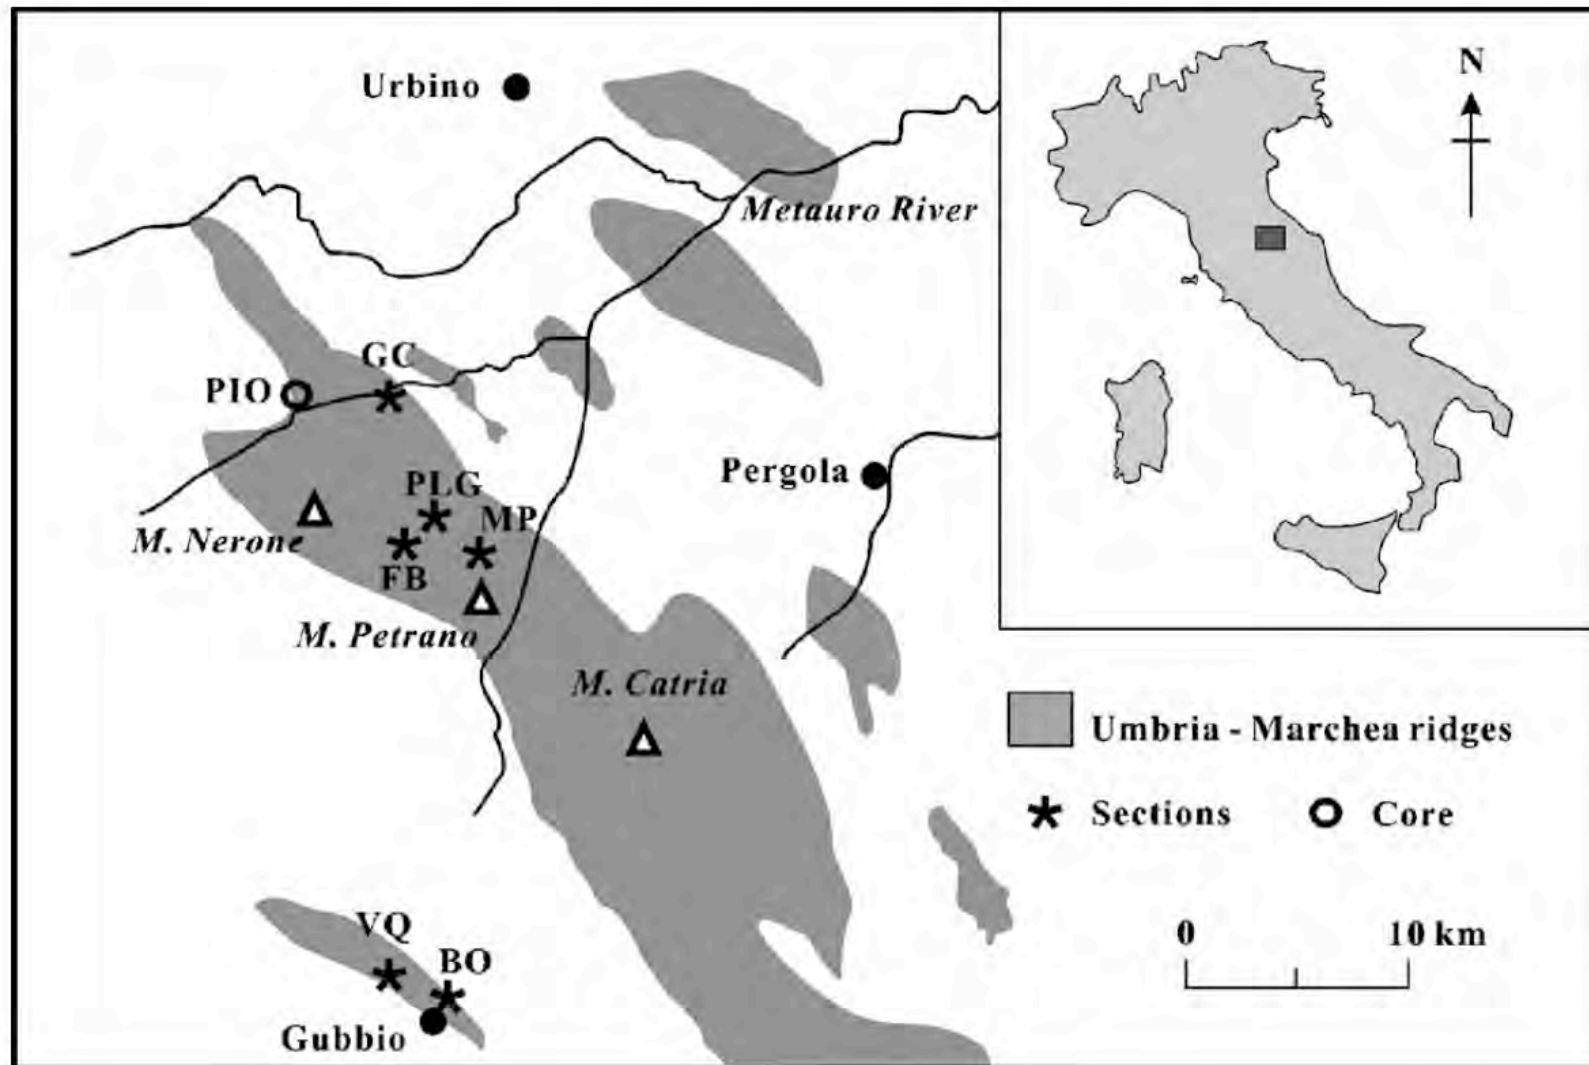 Urbino
N
Metauro River
GC
PIO
Pergola
PLG
MP
M. Nerone
FB
M. Petrano
M. Catria
Umbria - Marchea ridges
Sections
Core
VQ
BO
0
10 km
Gubbio